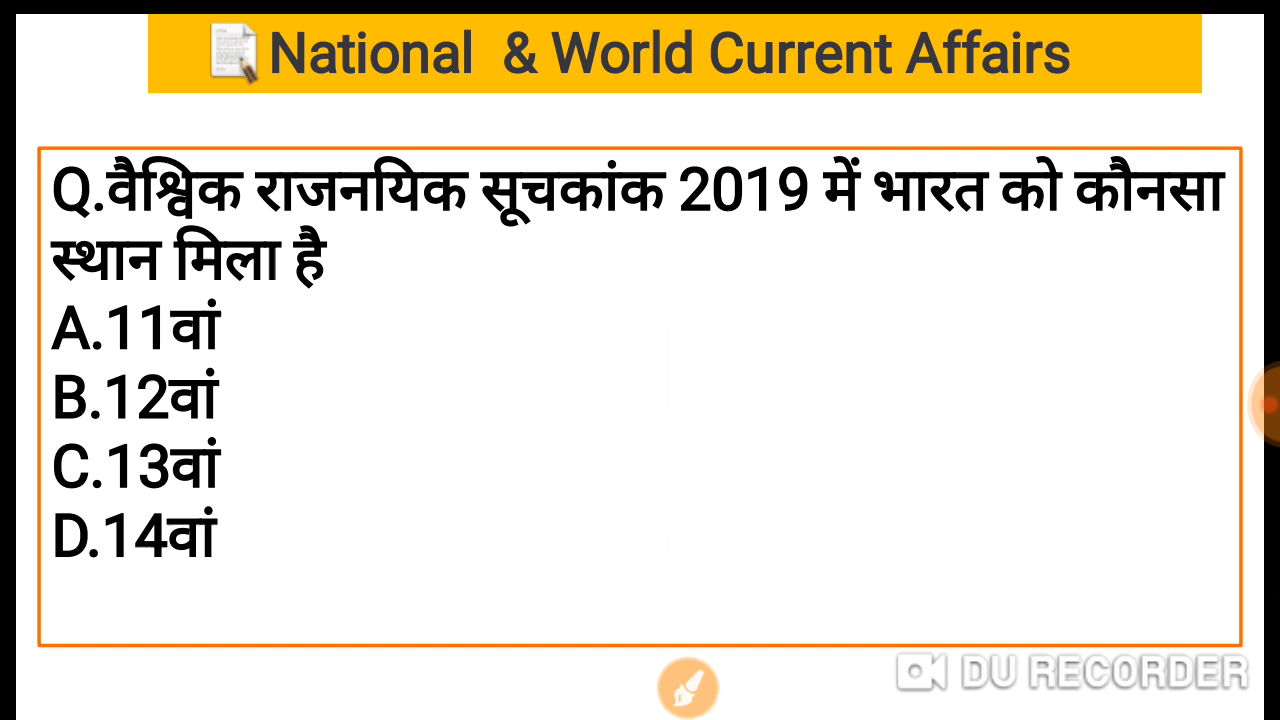 National & World Current Affairs
Q.वैश्विक राजनयिक सूचकांक 2019 में भारत को कौनसा
स्थान मिला है
A.11वां
B.12वां
C.13वां
D.14वां
DU RECORDER